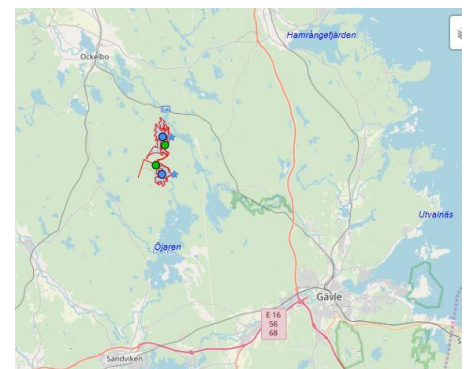 Hamrångefjärden
Ockelbo
Utvalnäs
Öjaren
Gävle
E 16
56
68
Sandviken